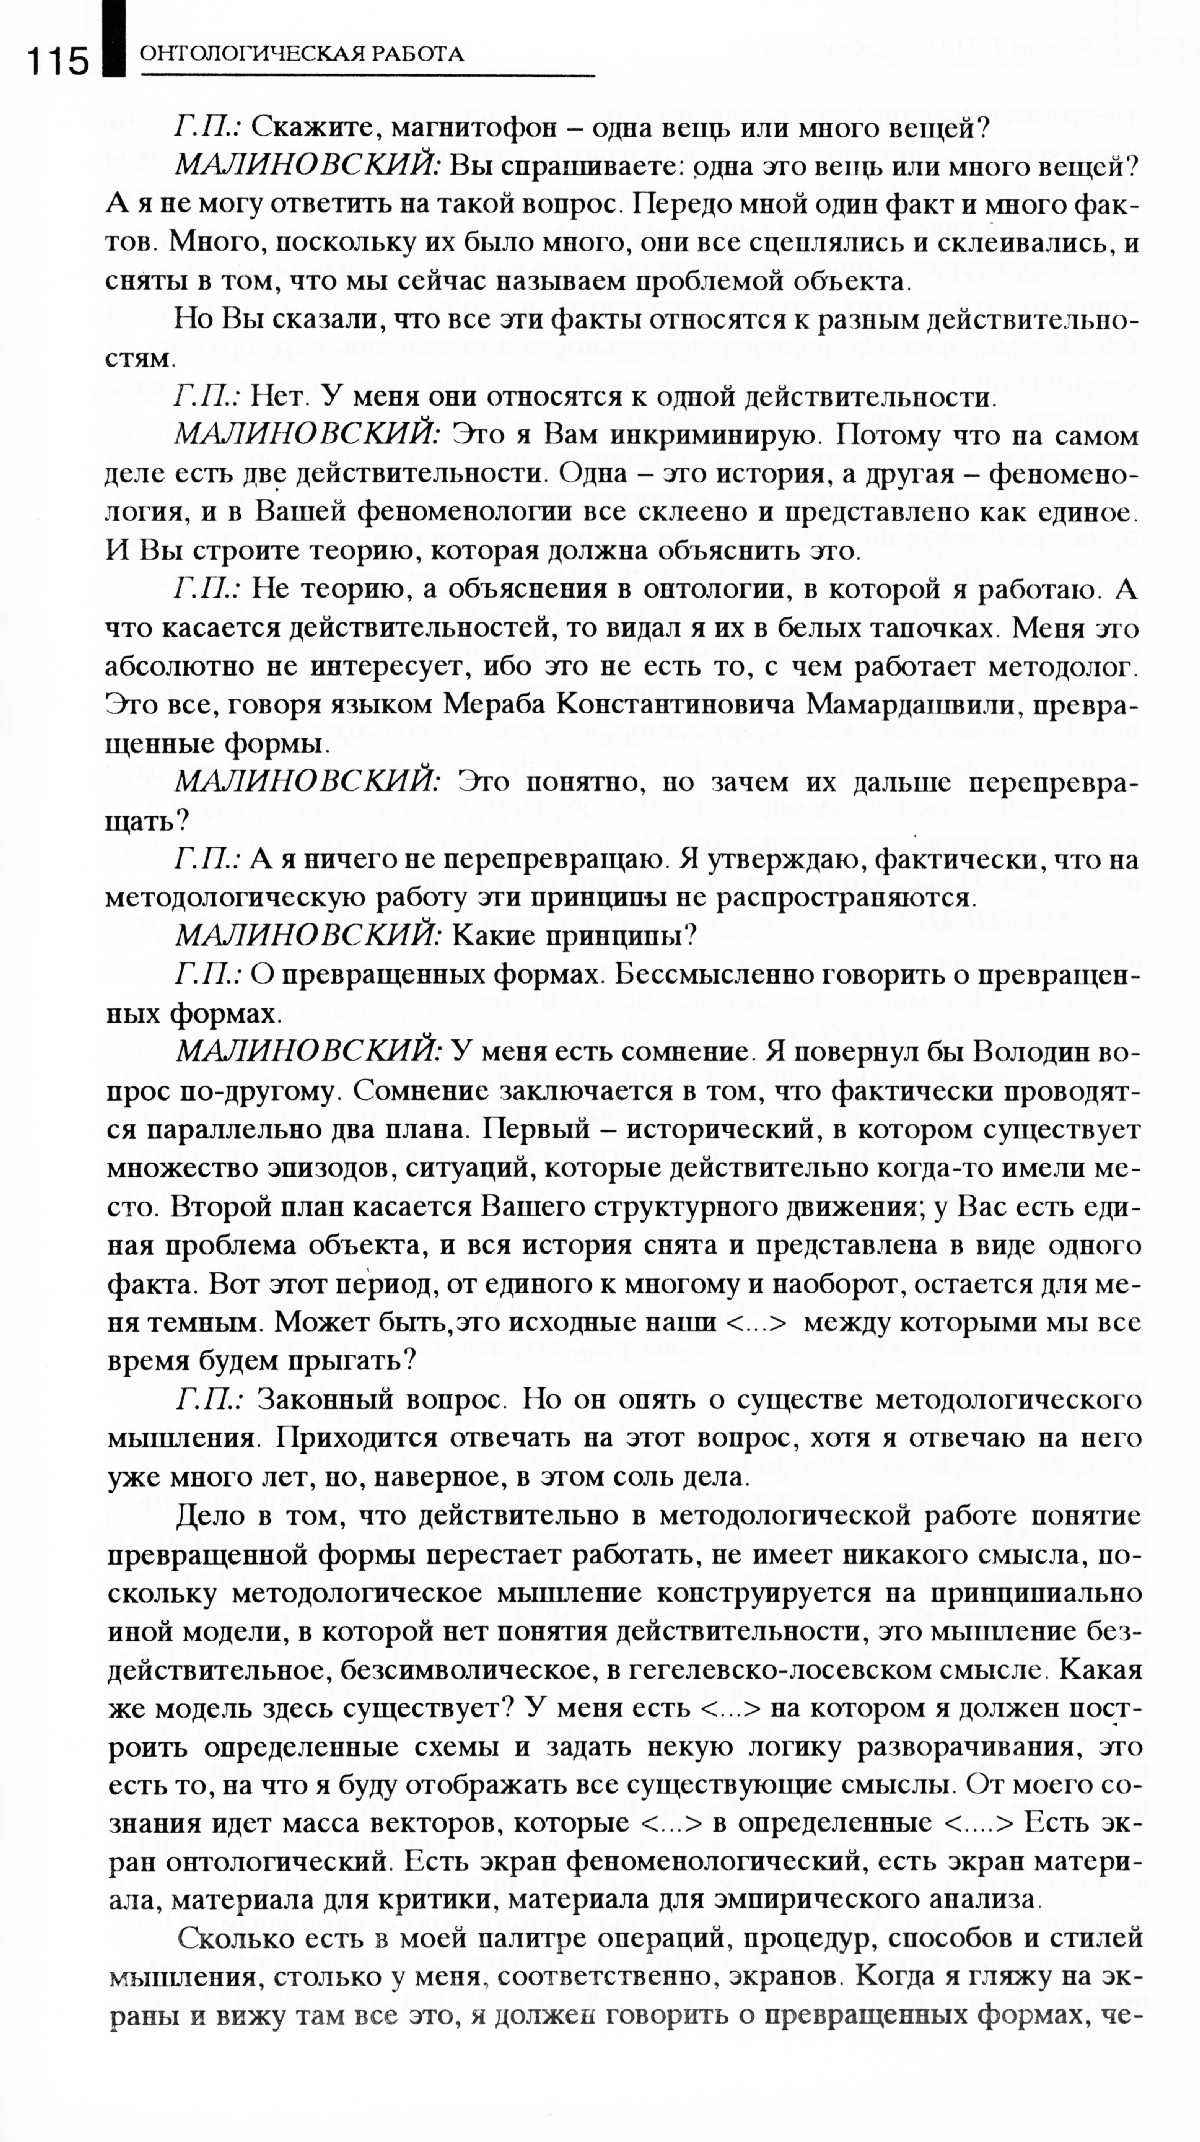 115
ОНТОЛОГИЧЕСКАЯ РАБОТА
Г.П.: Скажите, магнитофон – одна вещь или много вещей?
МАЛИНОВСКИЙ: Вы спрашиваете: одна это вещь или много вещей?
А я не могу ответить на такой вопрос. Передо мной один факт и много фак-
тов. Много, поскольку их было много, они все сцеплялись и склеивались, и
сняты в том, что мы сейчас называем проблемой объекта.
Но Вы сказали, что все эти факты относятся к разным действительно-
стям.
Г.П.: Нет. У меня они относятся к одной действительности.
МАЛИНОВСКИЙ: Это я Вам инкриминирую. Потому что на самом
деле есть две действительности. Одна – это история, а другая – феномено-
логия, и в Вашей феноменологии все склеено и представлено как единое.
И Вы строите теорию, которая должна объяснить это.
Г.П.: Не теорию, а объяснения в онтологии, в которой я работаю. А
что касается действительностей, то видал я их в белых тапочках. Меня это
абсолютно не интересует, ибо это не есть то, с чем работает методолог.
Это все, говоря языком Мераба Константиновича Мамардашвили, превра-
щенные формы.
МАЛИНОВСКИЙ: Это понятно, но зачем их дальше перепревра-
щать?
Г.П.: А я ничего не перепревращаю. Я утверждаю, фактически, что на
методологическую работу эти принципы не распространяются.
МАЛИНОВСКИЙ: Какие принципы?
Г.П.: О превращенных формах. Бессмысленно говорить о превращен-
ных формах.
МАЛИНОВСКИЙ: У меня есть сомнение. Я повернул бы Володин во-
прос по-другому. Сомнение заключается в том, что фактически проводят-
ся параллельно два плана. Первый – исторический, в котором существует
множество эпизодов, ситуаций, которые действительно когда-то имели ме-
сто. Второй план касается Вашего структурного движения; у Вас есть еди-
ная проблема объекта, и вся история снята и представлена в виде одного
факта. Вот этот период, от единого к многому и наоборот, остается для ме-
ня темным. Может быть,это исходные наши <...> между которыми мы все
время будем прыгать?
Г.П.: Законный вопрос. Но он опять о существе методологического
мышления. Приходится отвечать на этот вопрос, хотя я отвечаю на него
уже много лет, но, наверное, в этом соль дела.
Дело в том, что действительно в методологической работе понятие
превращенной формы перестает работать, не имеет никакого смысла, по-
скольку методологическое мышление конструируется на принципиально
иной модели, в которой нет понятия действительности, это мышление без-
действительное, безсимволическое, в гегелевско-лосевском смысле. Какая
же модель здесь существует? У меня есть <...> на котором я должен пост-
роить определенные схемы и задать некую логику разворачивания, это
есть то, на что я буду отображать все существующие смыслы. От моего со-
знания идет масса векторов, которые <...> в определенные <....> Есть эк-
ран онтологический. Есть экран феноменологический, есть экран матери-
ала, материала для критики, материала для эмпирического анализа.
Сколько есть в моей палитре операций, процедур, способов и стилей
мышления, столько у меня, соответственно, экранов. Когда я гляжу на эк-
раны и вижу там все это, я должен говорить о превращенных формах, че-